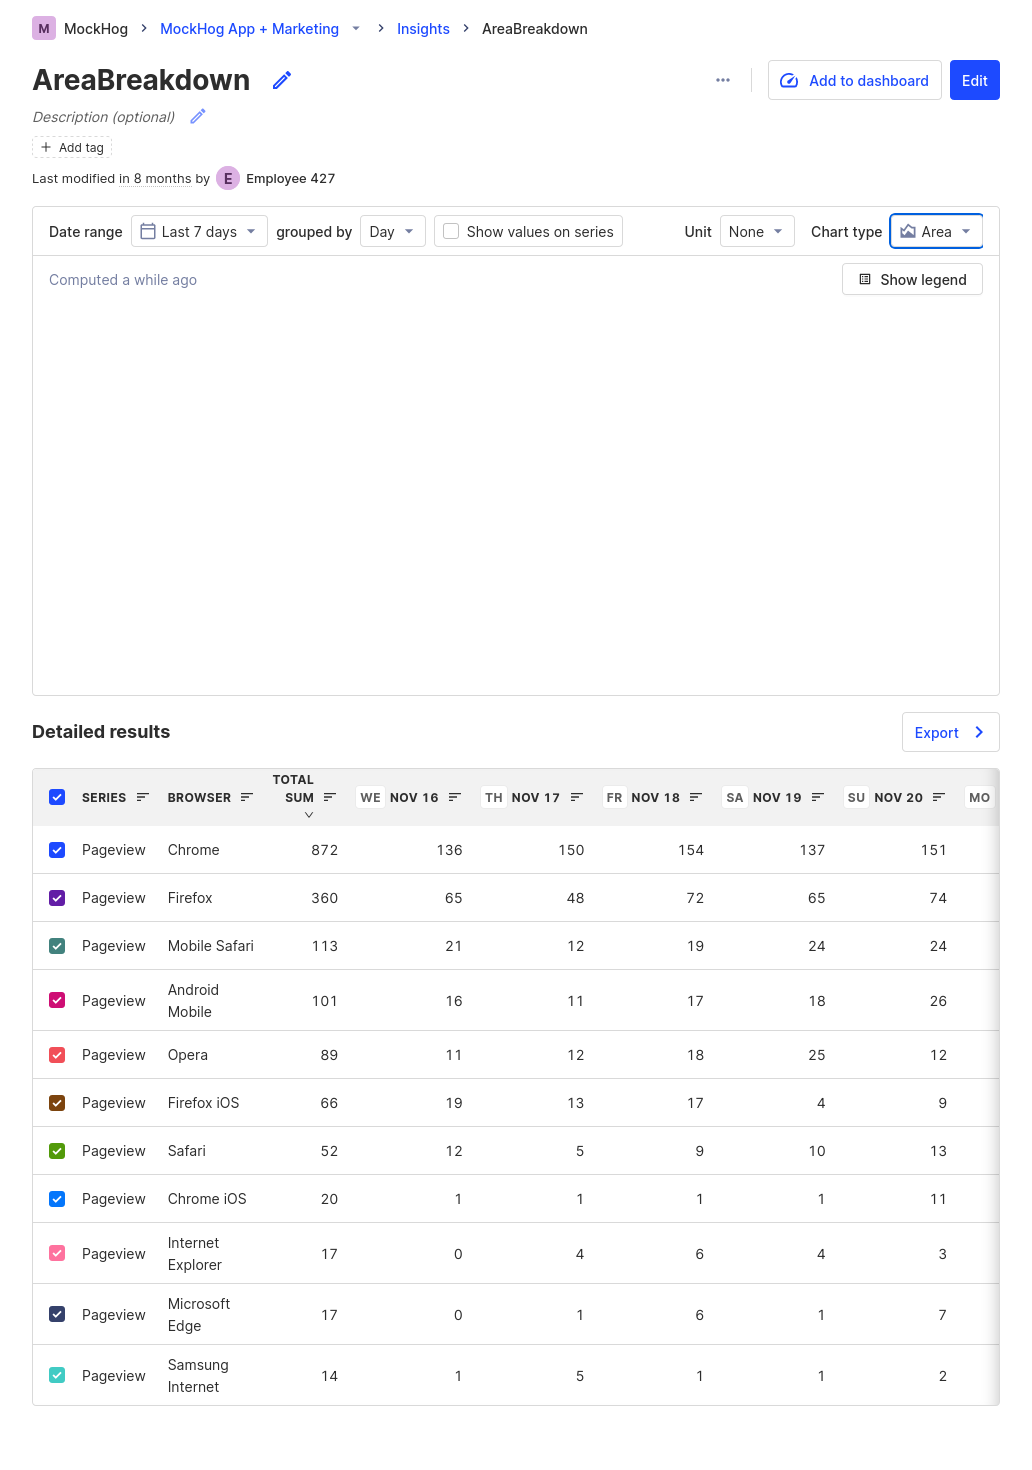 M MockHog MockHog App + Marketing Insights AreaBreakdown
AreaBreakdown
Add to dashboard Edit
Description (optional)
Add tag
Last modified in 8 months by E Employee 427
Date range Last 7 days grouped by Day Show values on series Unit None Chart type Area
Computed a while ago Show legend
Detailed results Export
SERIES BROWSER TOTAL SUM WE NOV 16 TH NOV 17 FR NOV 18 SA NOV 19 SU NOV 20 MO
Pageview Chrome 872 136 150 154 137 151
Pageview Firefox 360 65 48 72 65 74
Pageview Mobile Safari 113 21 12 19 24 24
Pageview Android Mobile 101 16 11 17 18 26
Pageview Opera 89 11 12 18 25 12
Pageview Firefox iOS 66 19 13 17 4 9
Pageview Safari 52 12 5 9 10 13
Pageview Chrome iOS 20 1 1 1 1 11
Pageview Internet Explorer 17 0 4 6 4 3
Pageview Microsoft Edge 17 0 1 6 1 7
Pageview Samsung Internet 14 1 5 1 1 2